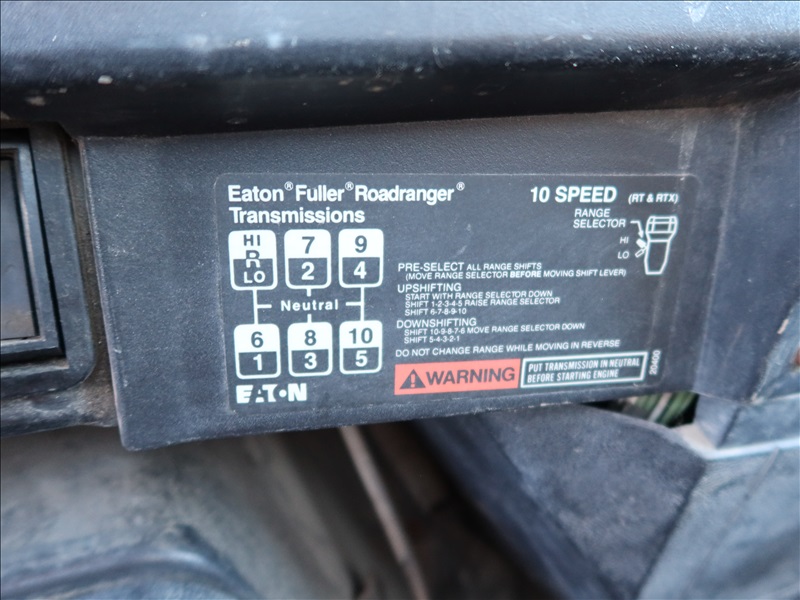 Eaton® Fuller® Roadranger®
Transmissions
10 SPEED (RT & RTX)
RANGE
SELECTOR
HI
LO
HI 7 9
R
LO 2 4
Neutral
6 8 10
1 3 5
EATON
PRE-SELECT ALL RANGE SHIFTS
(MOVE RANGE SELECTOR BEFORE MOVING SHIFT LEVER)
UPSHIFTING
START WITH RANGE SELECTOR DOWN
SHIFT 1-2-3-4-5 RAISE RANGE SELECTOR
SHIFT 6-7-8-9-10
DOWNSHIFTING
SHIFT 10-9-8-7-6 MOVE RANGE SELECTOR DOWN
SHIFT 5-4-3-2-1
DO NOT CHANGE RANGE WHILE MOVING IN REVERSE
WARNING
PUT TRANSMISSION IN NEUTRAL
BEFORE STARTING ENGINE
20460